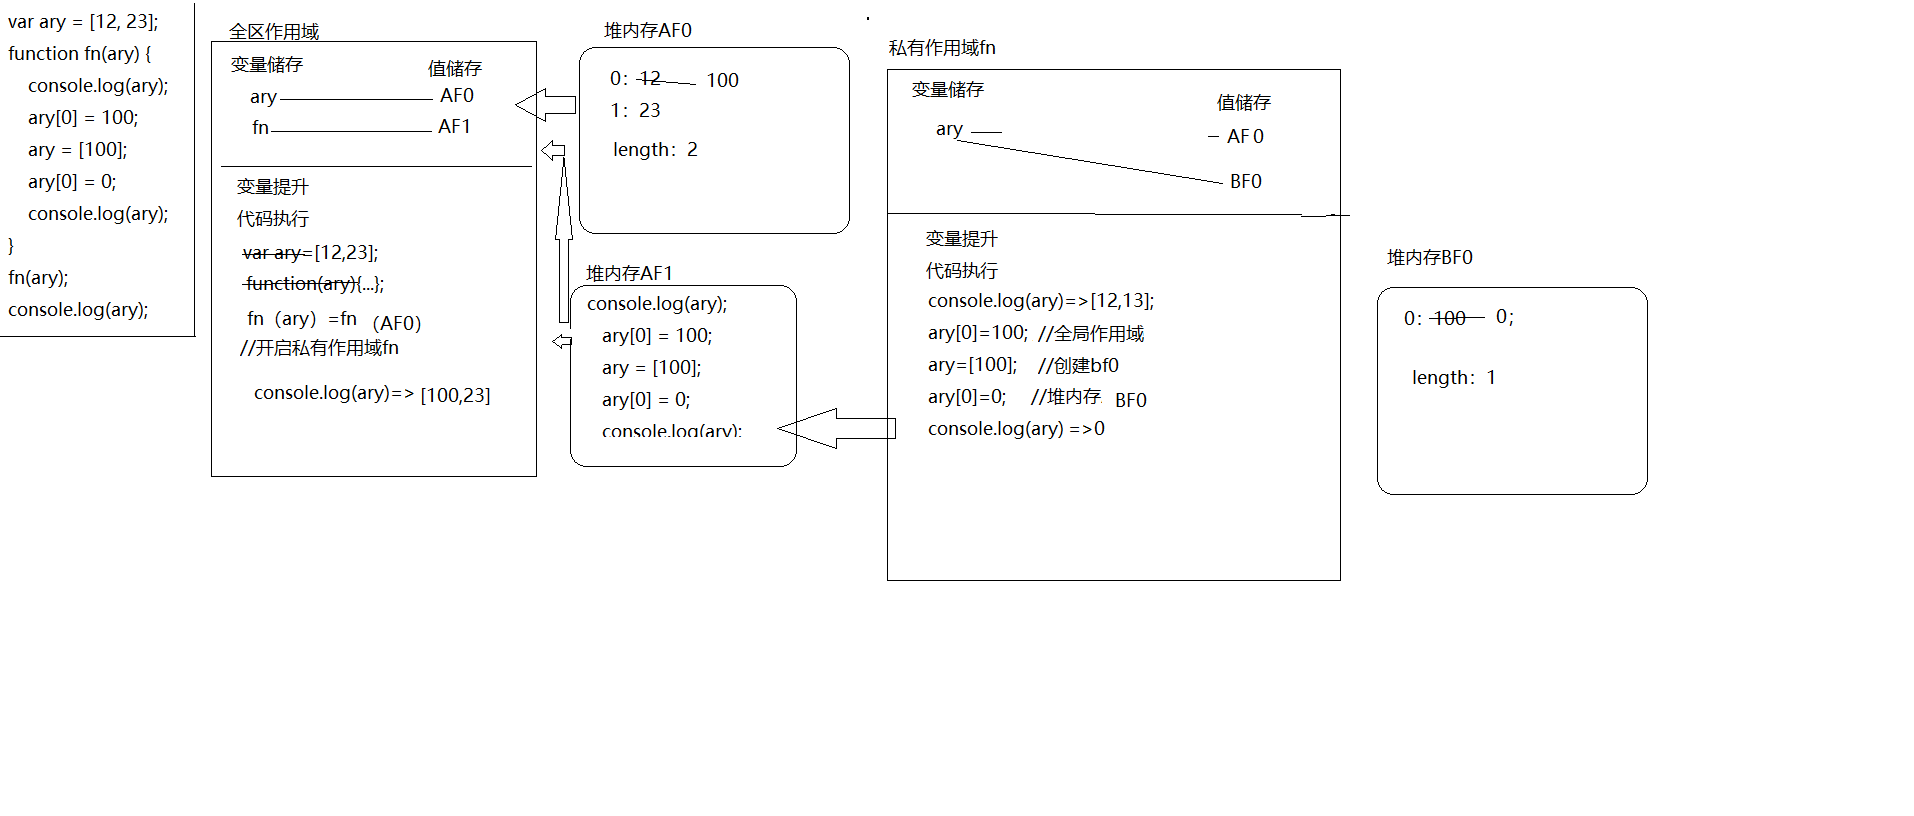 var ary = [12, 23];
function fn(ary) {
console.log(ary);
ary[0] = 100;
ary = [100];
ary[0] = 0;
console.log(ary);
}
fn(ary);
console.log(ary);
全区作用域
变量储存
值储存
ary
AF0
fn
AF1
变量提升
代码执行
var ary=[12,23];
function(ary){...};
fn（ary）=fn （AF0）
//开启私有作用域fn
console.log(ary)=> [100,23]
堆内存AF0
0：12 100
1：23
length：2
堆内存AF1
console.log(ary);
ary[0] = 100;
ary = [100];
ary[0] = 0;
console.log(ary);
私有作用域fn
变量储存
值储存
ary
AF0
BF0
变量提升
代码执行
console.log(ary)=>[12,13];
ary[0]=100; //全局作用域
ary=[100]; //创建bf0
ary[0]=0; //堆内存 BF0
console.log(ary) =>0
堆内存BF0
0：100 0；
length：1